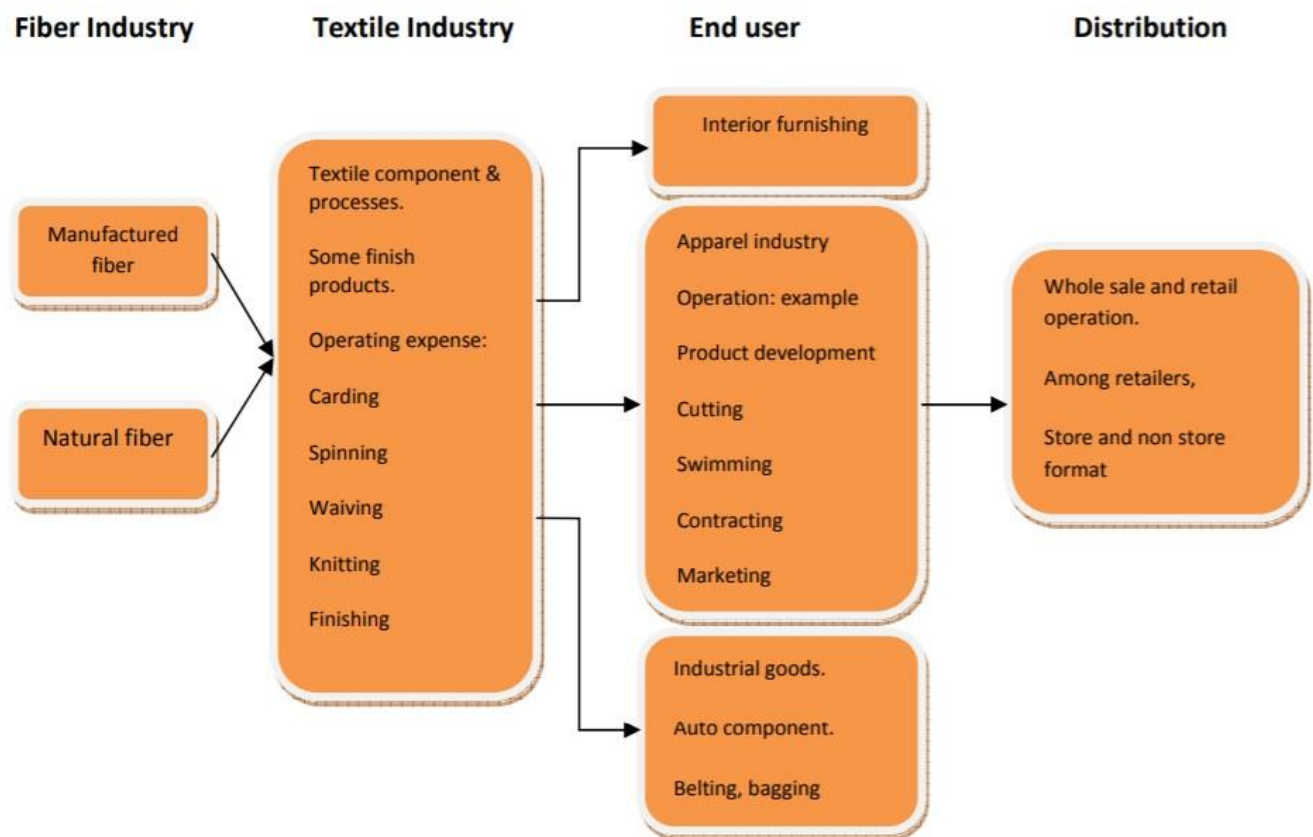 Fiber Industry
Textile Industry
End user
Distribution
Manufactured
fiber
Natural fiber
Textile component &
processes.
Some finish
products.
Operating expense:
Carding
Spinning
Waiving
Knitting
Finishing
Interior furnishing
Apparel industry
Operation: example
Product development
Cutting
Swimming
Contracting
Marketing
Industrial goods.
Auto component.
Belting, bagging
Whole sale and retail
operation.
Among retailers,
Store and non store
format